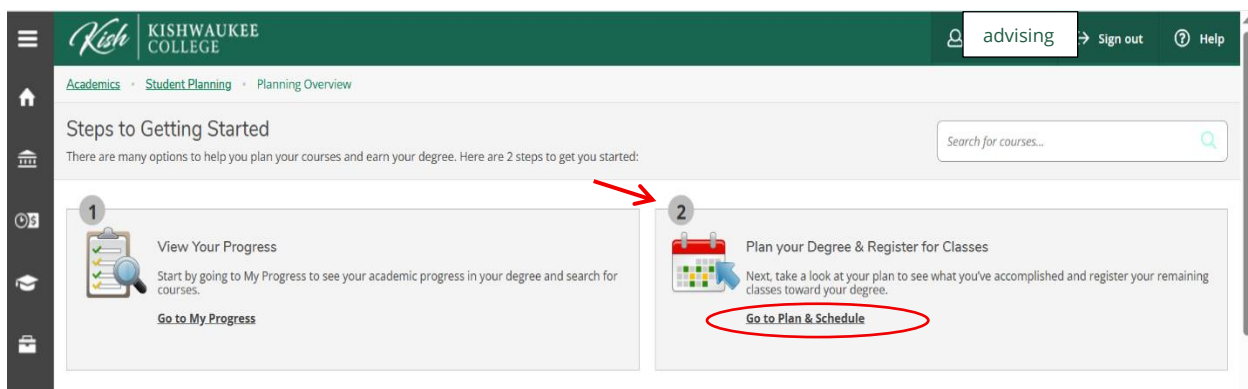 Kish
KISHWAUKEE
COLLEGE
advising
Sign out
? Help
Academics · Student Planning · Planning Overview
Steps to Getting Started
There are many options to help you plan your courses and earn your degree. Here are 2 steps to get you started:
Search for courses...
1
View Your Progress
Start by going to My Progress to see your academic progress in your degree and search for
courses.
Go to My Progress
2
Plan your Degree & Register for Classes
Next, take a look at your plan to see what you've accomplished and register your remaining
classes toward your degree.
Go to Plan & Schedule
$